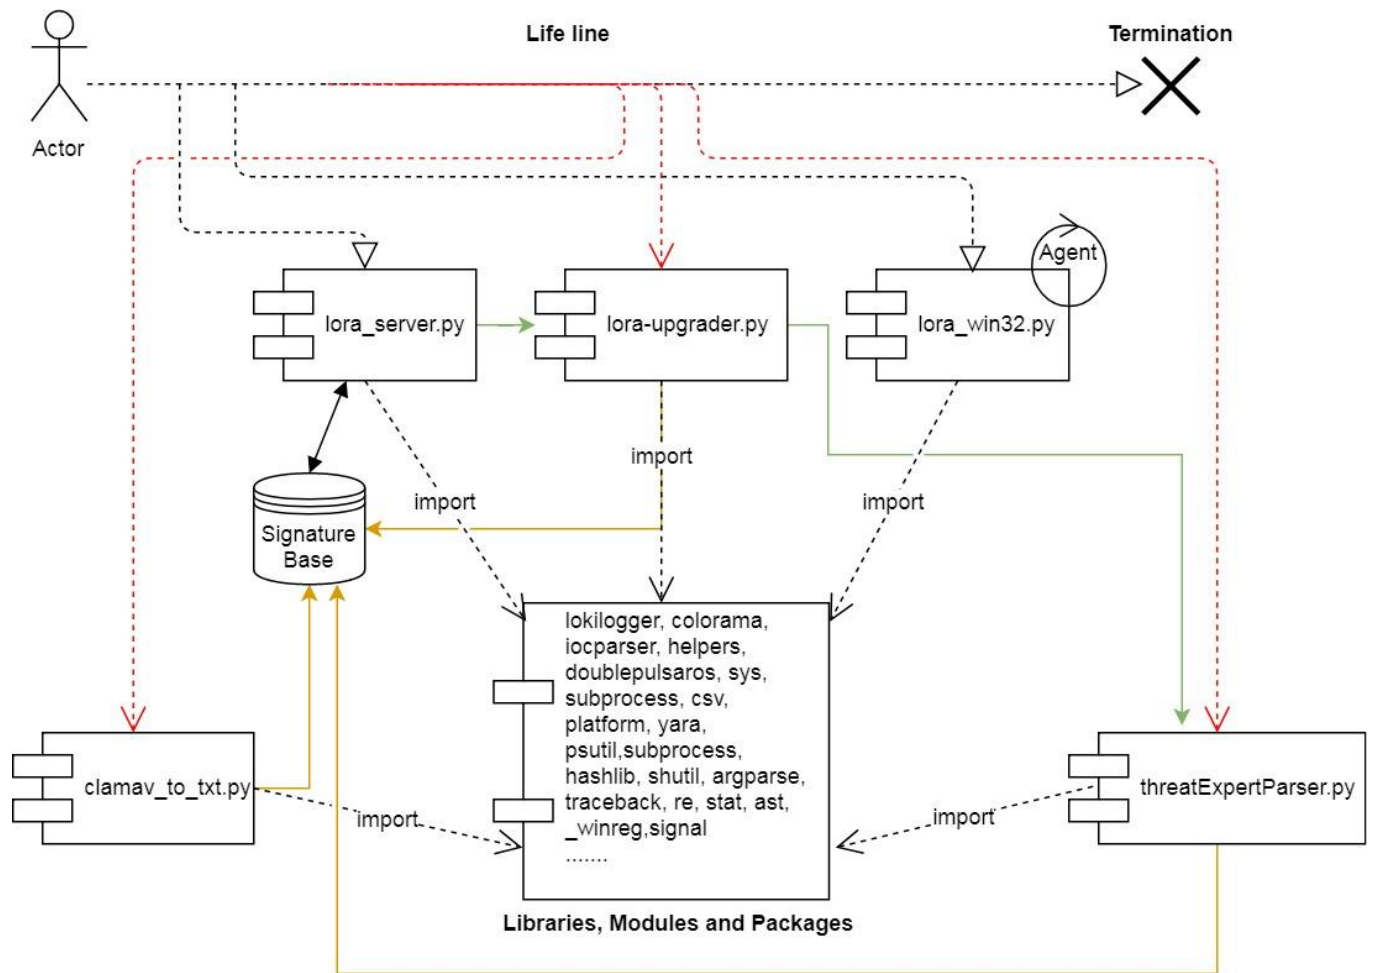 Life line
Termination
Actor
Agent
lora_server.py
lora-upgrader.py
lora_win32.py
import
import
import
Signature
Base
lokilogger, colorama,
iocparser, helpers,
doublepulsaros, sys,
subprocess, csv,
platform, yara,
psutil,subprocess,
hashlib, shutil, argparse,
traceback, re, stat, ast,
_winreg,signal
.......
clamav_to_txt.py
import
import
threatExpertParser.py
Libraries, Modules and Packages